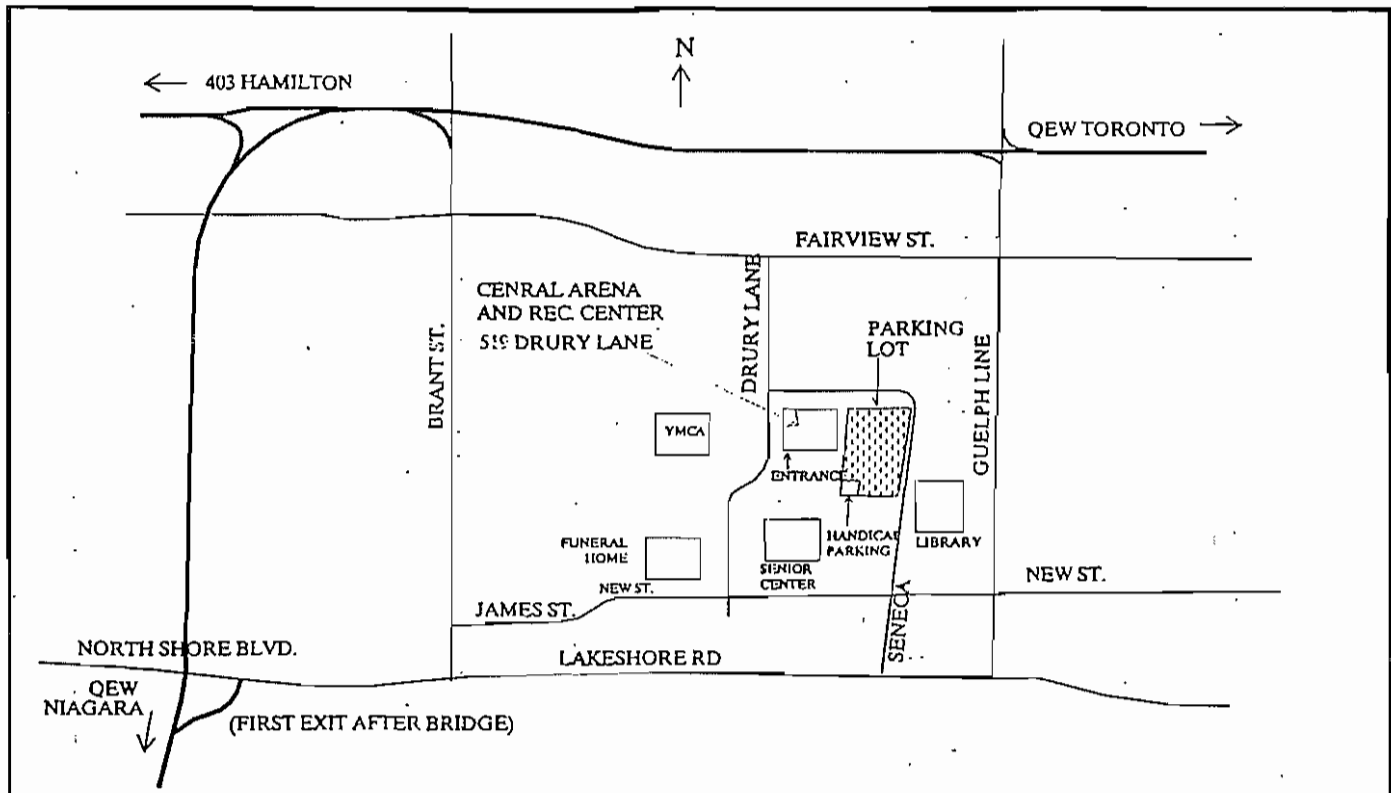 N
← 403 HAMILTON
QEW TORONTO →
FAIRVIEW ST.
CENRAL ARENA
AND REC. CENTER
519 DRURY LANE
BRANT ST.
DRURY LANE
PARKING
LOT
GUELPH LINE
YMCA
ENTRANCE
FUNERAL
HOME
HANDICAP
PARKING
LIBRARY
SENIOR
CENTER
NEW ST.
NEW ST.
JAMES ST.
SENECA
NORTH SHORE BLVD.
LAKESHORE RD
QEW
NIAGARA
(FIRST EXIT AFTER BRIDGE)